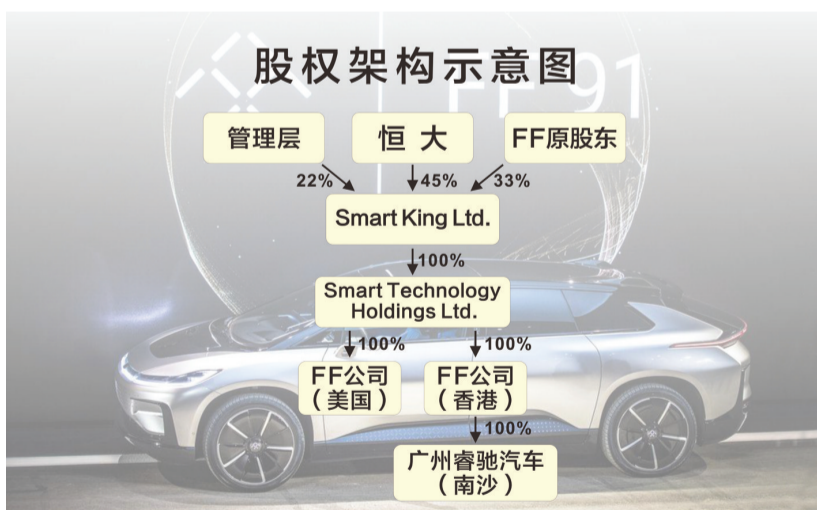 股权架构示意图
FF 91
管理层
恒大
FF原股东
22%
45%
33%
Smart King Ltd.
100%
Smart Technology
Holdings Ltd.
100%
100%
FF公司
（美国）
FF公司
（香港）
100%
广州睿驰汽车
（南沙）